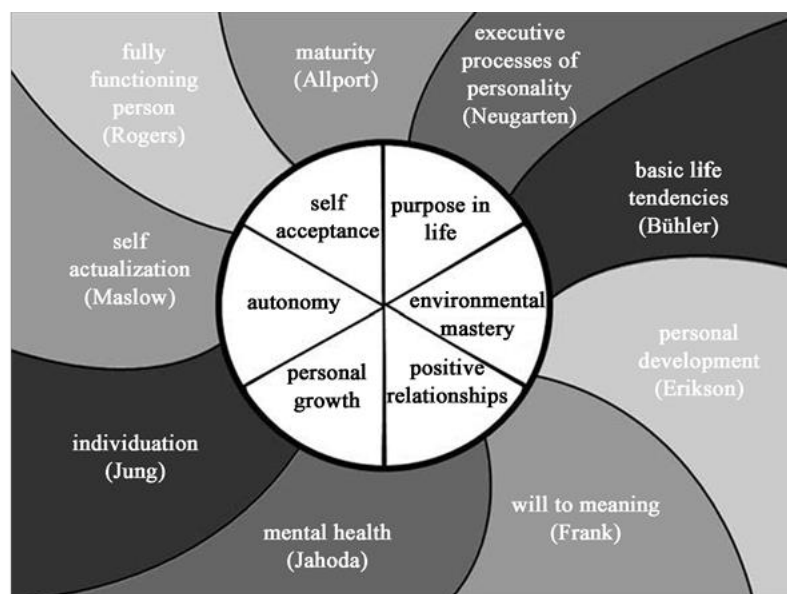 fully
functioning
person
(Rogers)
maturity
(Allport)
executive
processes of
personality
(Neugarten)
basic life
tendencies
(Bühler)
personal
development
(Erikson)
will to meaning
(Frank)
mental health
(Jahoda)
individuation
(Jung)
self
actualization
(Maslow)
self
acceptance
purpose in
life
environmental
mastery
positive
relationships
personal
growth
autonomy